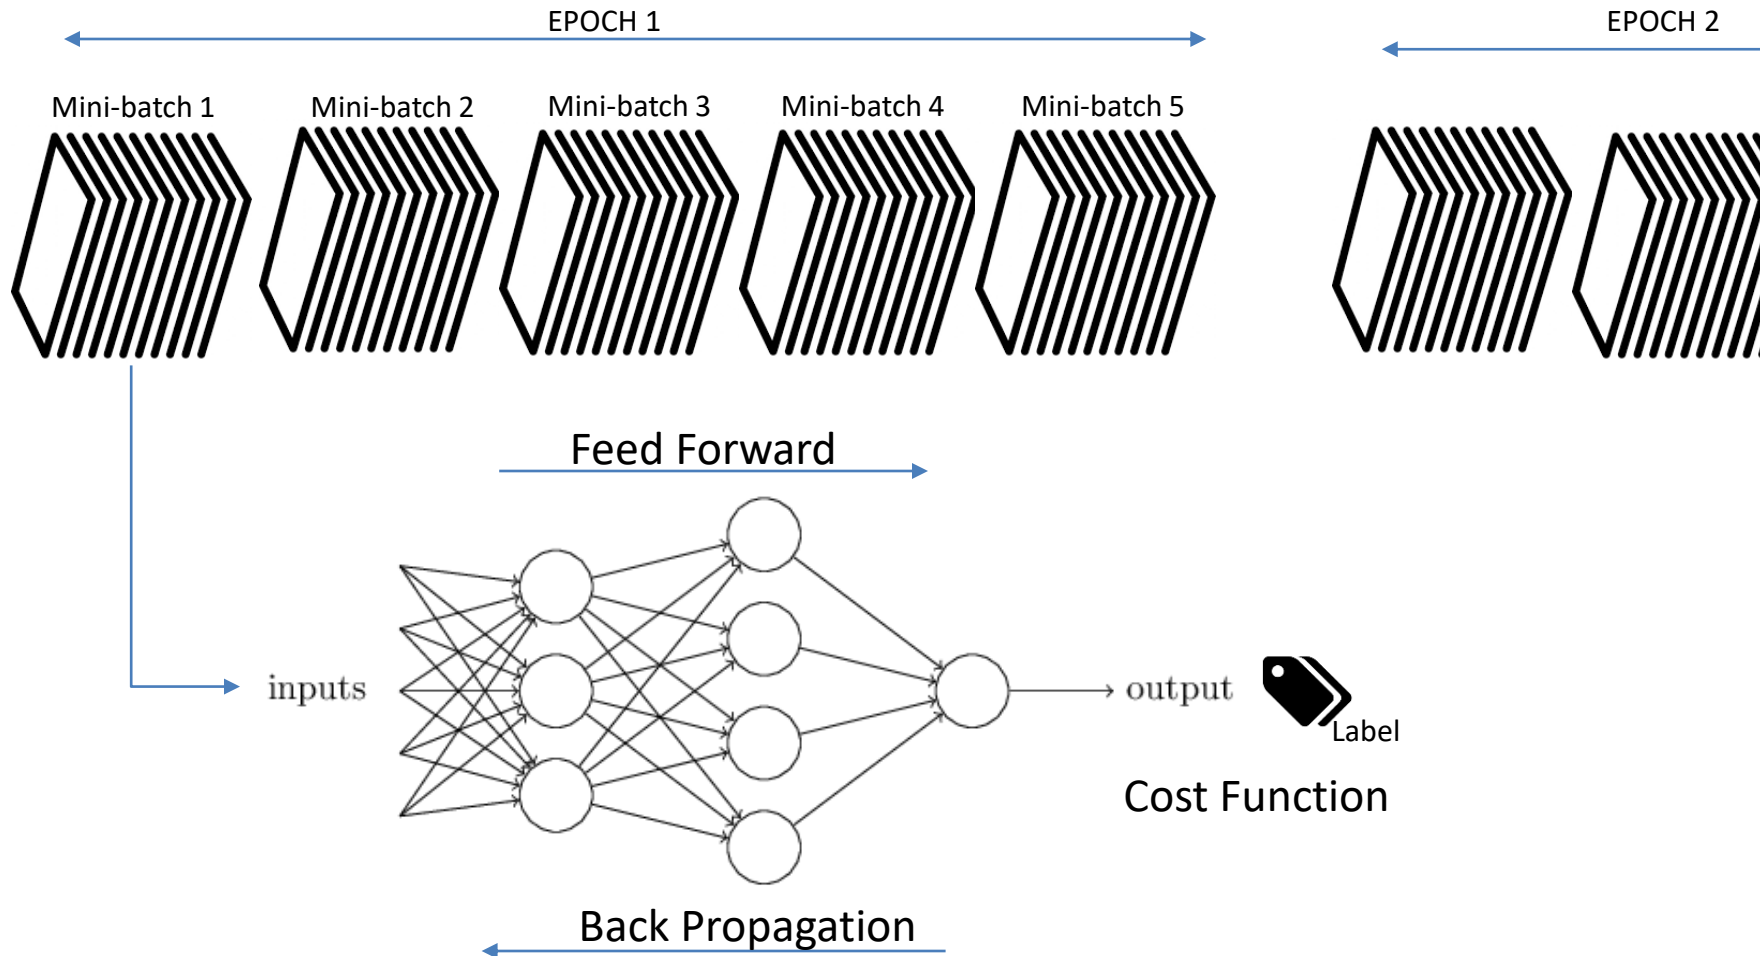 EPOCH 1
EPOCH 2
Mini-batch 1
Mini-batch 2
Mini-batch 3
Mini-batch 4
Mini-batch 5
Feed Forward
inputs
output
Label
Cost Function
Back Propagation